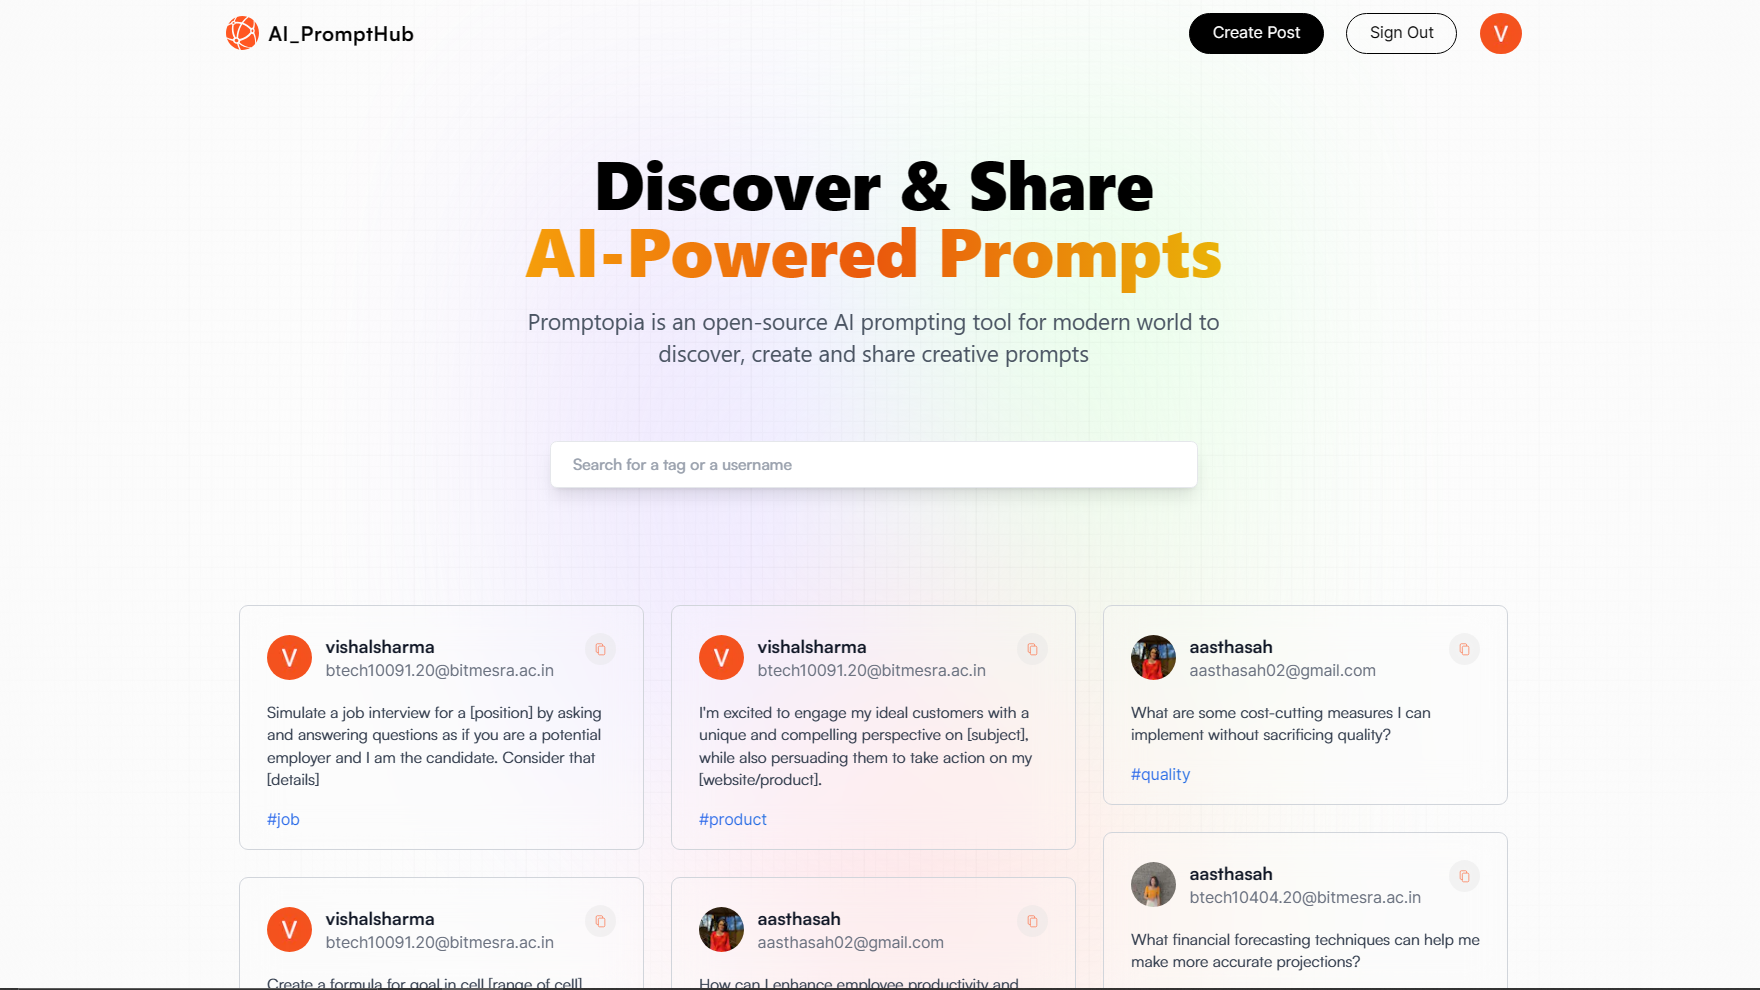 AI_PromptHub
Create Post
Sign Out
V
Discover & Share
AI-Powered Prompts
Promptopia is an open-source AI prompting tool for modern world to
discover, create and share creative prompts
Search for a tag or a username
V
vishalsharma
btech10091.20@bitmesra.ac.in
Simulate a job interview for a [position] by asking
and answering questions as if you are a potential
employer and I am the candidate. Consider that
[details]
#job
V
vishalsharma
btech10091.20@bitmesra.ac.in
I'm excited to engage my ideal customers with a
unique and compelling perspective on [subject],
while also persuading them to take action on my
[website/product].
#product
aasthasah
aasthasah02@gmail.com
What are some cost-cutting measures I can
implement without sacrificing quality?
#quality
V
vishalsharma
btech10091.20@bitmesra.ac.in
Create a formula for goal in cell [range of cell]
aasthasah
aasthasah02@gmail.com
How can I enhance employee productivity and
aasthasah
btech10404.20@bitmesra.ac.in
What financial forecasting techniques can help me
make more accurate projections?